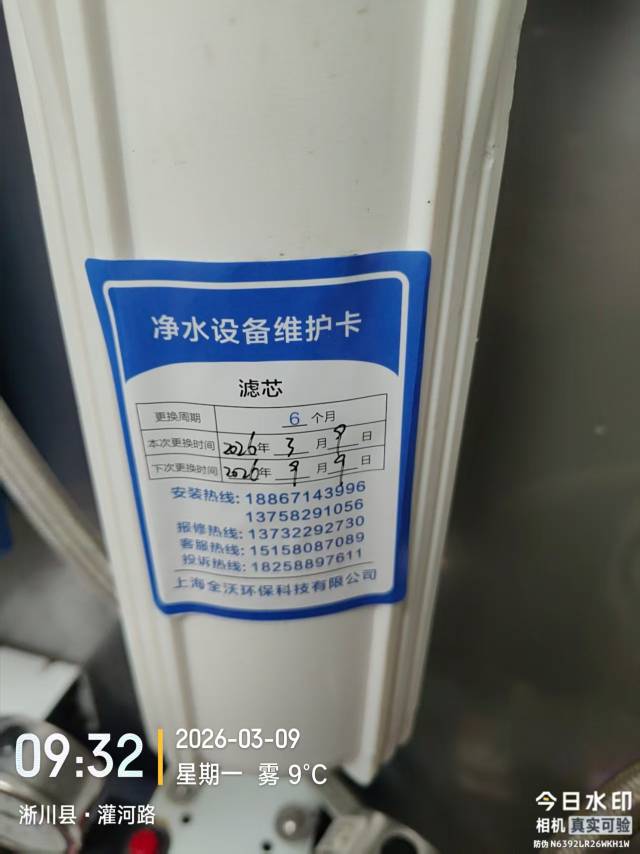 净水设备维护卡
滤芯
更换周期 6 个月
本次更换时间 2026年 3 月 9 日
下次更换时间 2026年 9 月 9 日
安装热线: 18867143996
13758291056
报修热线: 13732292730
客服热线: 15158087089
投诉热线: 18258897611
上海全沃环保科技有限公司
09:32
2026-03-09
星期一 雾 9℃
淅川县·灌河路
今日水印
相机 真实可验
防伪 N6392LR26WKH1W